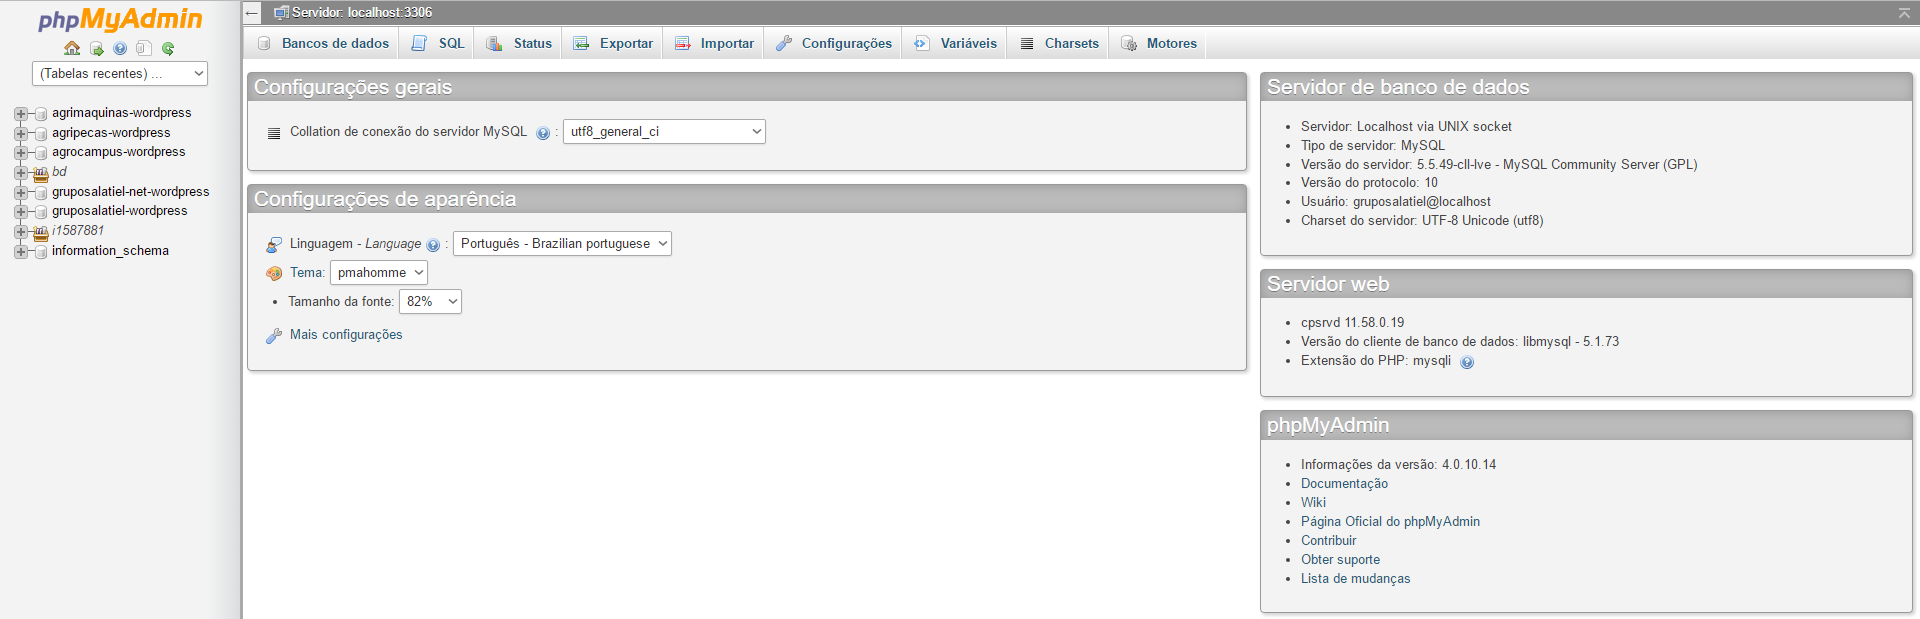 phpMyAdmin
(Tabelas recentes) ...
agrimaquinas-wordpress
agripecas-wordpress
agrocampus-wordpress
bd
gruposalatiel-net-wordpress
gruposalatiel-wordpress
i1587881
information_schema
Servidor: localhost:3306
Bancos de dados SQL Status Exportar Importar Configurações Variáveis Charsets Motores
Configurações gerais
Collation de conexão do servidor MySQL : utf8_general_ci
Configurações de aparência
Linguagem - Language : Português - Brazilian portuguese
Tema: pmahomme
• Tamanho da fonte: 82%
Mais configurações
Servidor de banco de dados
• Servidor: Localhost via UNIX socket
• Tipo de servidor: MySQL
• Versão do servidor: 5.5.49-cll-lve - MySQL Community Server (GPL)
• Versão do protocolo: 10
• Usuário: gruposalatiel@localhost
• Charset do servidor: UTF-8 Unicode (utf8)
Servidor web
• cpsrvd 11.58.0.19
• Versão do cliente de banco de dados: libmysql - 5.1.73
• Extensão do PHP: mysqli
phpMyAdmin
• Informações da versão: 4.0.10.14
• Documentação
• Wiki
• Página Oficial do phpMyAdmin
• Contribuir
• Obter suporte
• Lista de mudanças